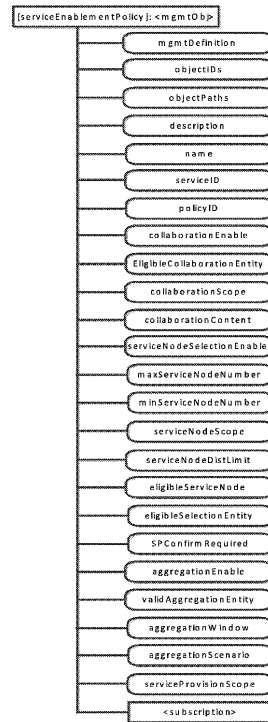 [serviceEnablementPolicy]: <mgmtObj>
mgmtDefinition
objectIDs
objectPaths
description
name
serviceID
policyID
collaborationEnable
EligibleCollaborationEntity
collaborationScope
collaborationContent
serviceNodeSelectionEnable
maxServiceNodeNumber
minServiceNodeNumber
serviceNodeScope
serviceNodeDistLimit
eligibleServiceNode
eligibleSelectionEntity
SPConfirmRequired
aggregationEnable
validAggregationEntity
aggregationWindow
aggregationScenario
serviceProvisionScope
<subscription>